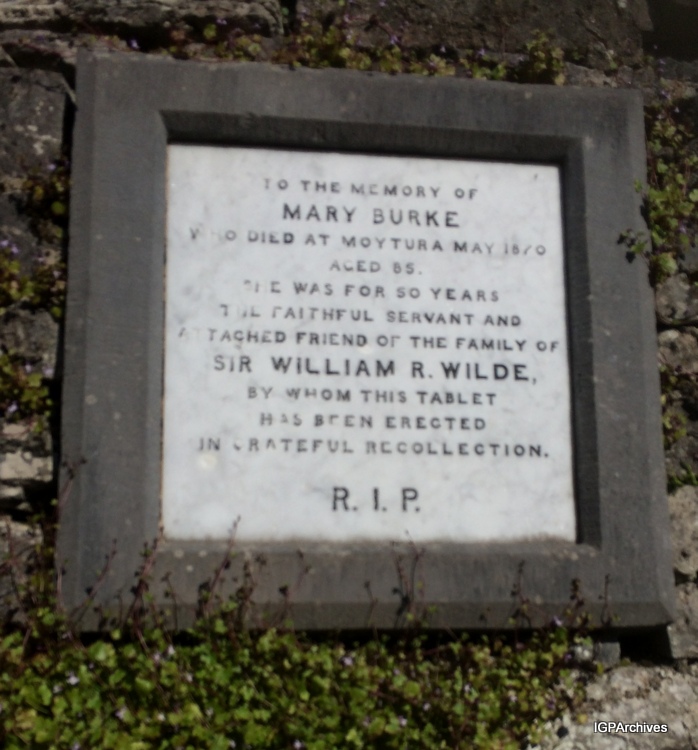 TO THE MEMORY OF
MARY BURKE
WHO DIED AT MOYTURA MAY 1870
AGED 85.
SHE WAS FOR 50 YEARS
THE FAITHFUL SERVANT AND
ATTACHED FRIEND OF THE FAMILY OF
SIR WILLIAM R. WILDE,
BY WHOM THIS TABLET
HAS BEEN ERECTED
IN GRATEFUL RECOLLECTION.
R. I. P.
IGPArchives